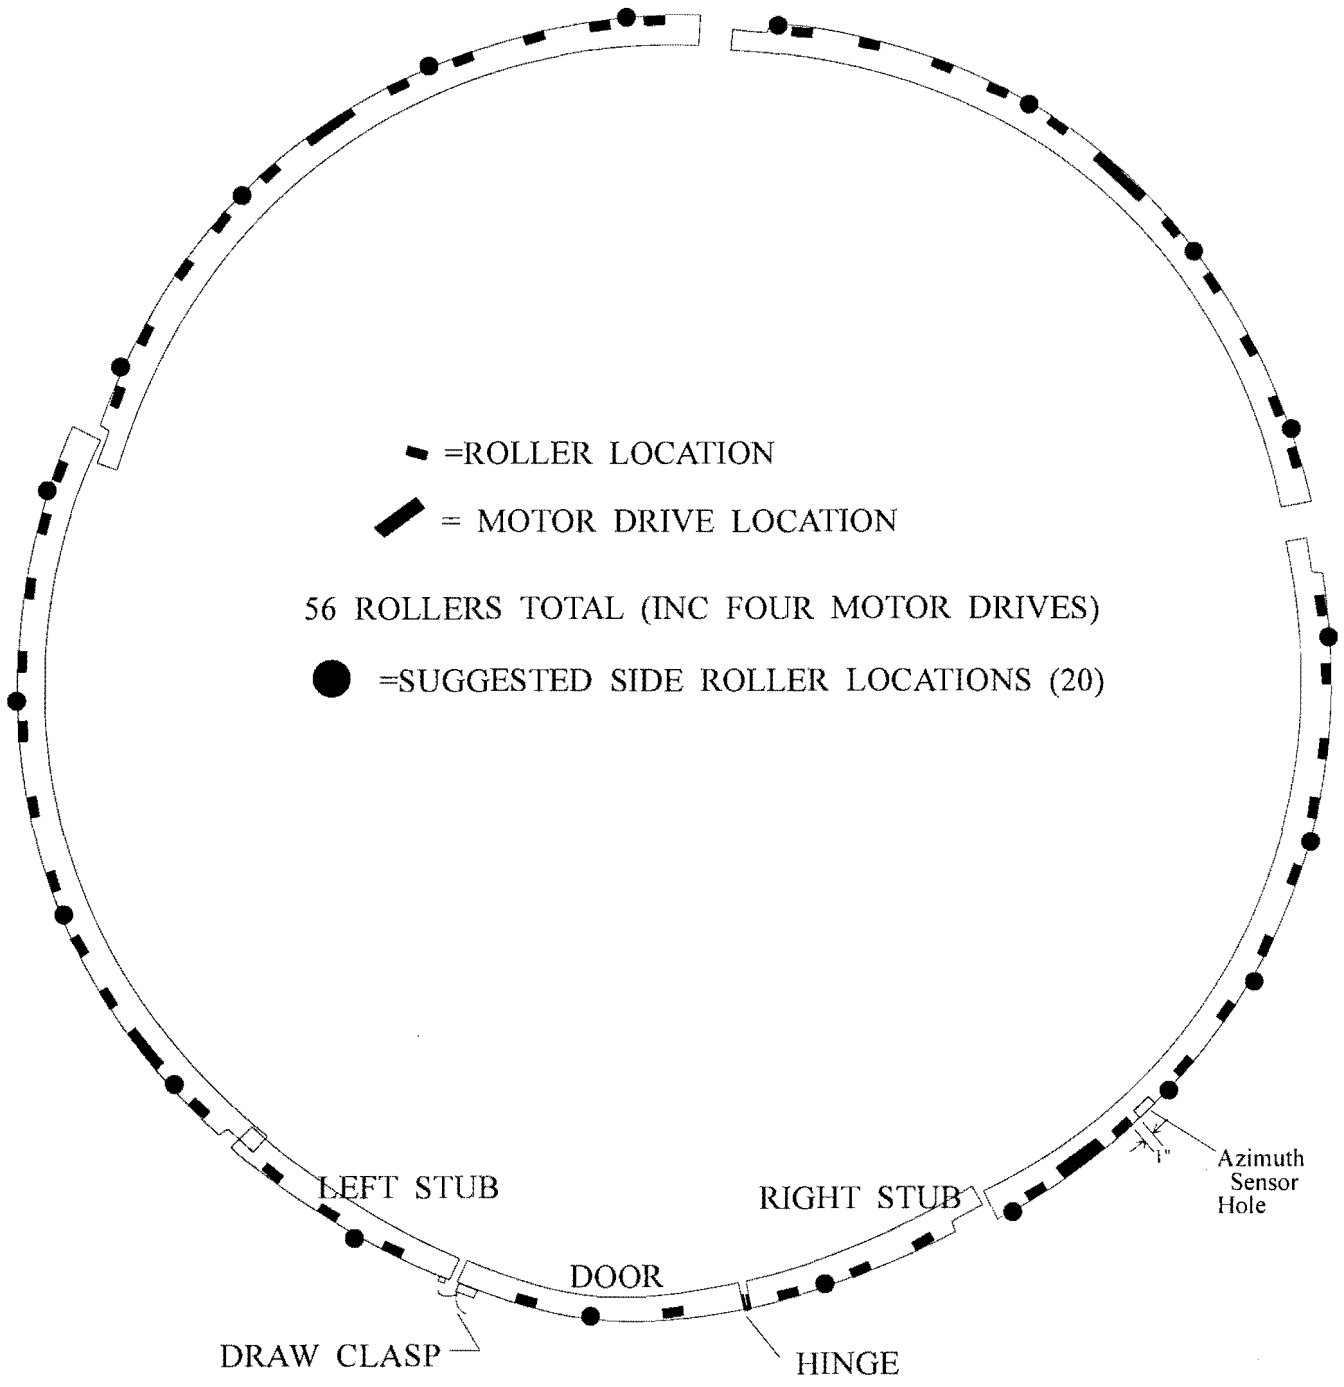 =ROLLER LOCATION
= MOTOR DRIVE LOCATION
56 ROLLERS TOTAL (INC FOUR MOTOR DRIVES)
=SUGGESTED SIDE ROLLER LOCATIONS (20)
1"
Azimuth
Sensor
Hole
LEFT STUB
RIGHT STUB
DOOR
DRAW CLASP
HINGE